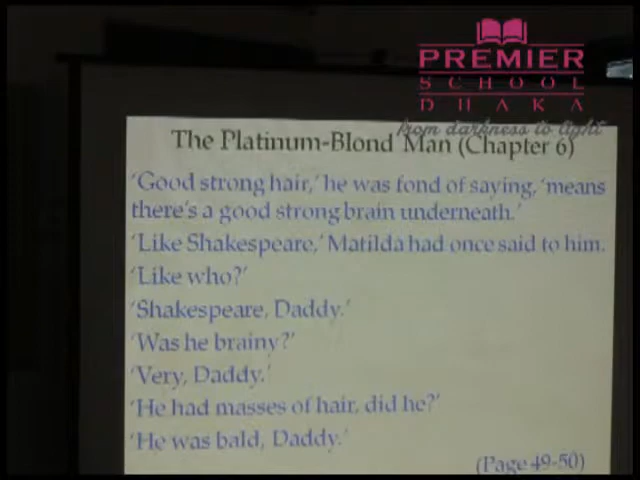 PREMIER
SCHOOL
DHAKA
from darkness to light
The Platinum-Blond Man (Chapter 6)
'Good strong hair,' he was fond of saying, 'means
there's a good strong brain underneath.'
'Like Shakespeare,' Matilda had once said to him.
'Like who?'
'Shakespeare, Daddy.'
'Was he brainy?'
'Very, Daddy.'
'He had masses of hair, did he?'
'He was bald, Daddy.'
(Page 49-50)